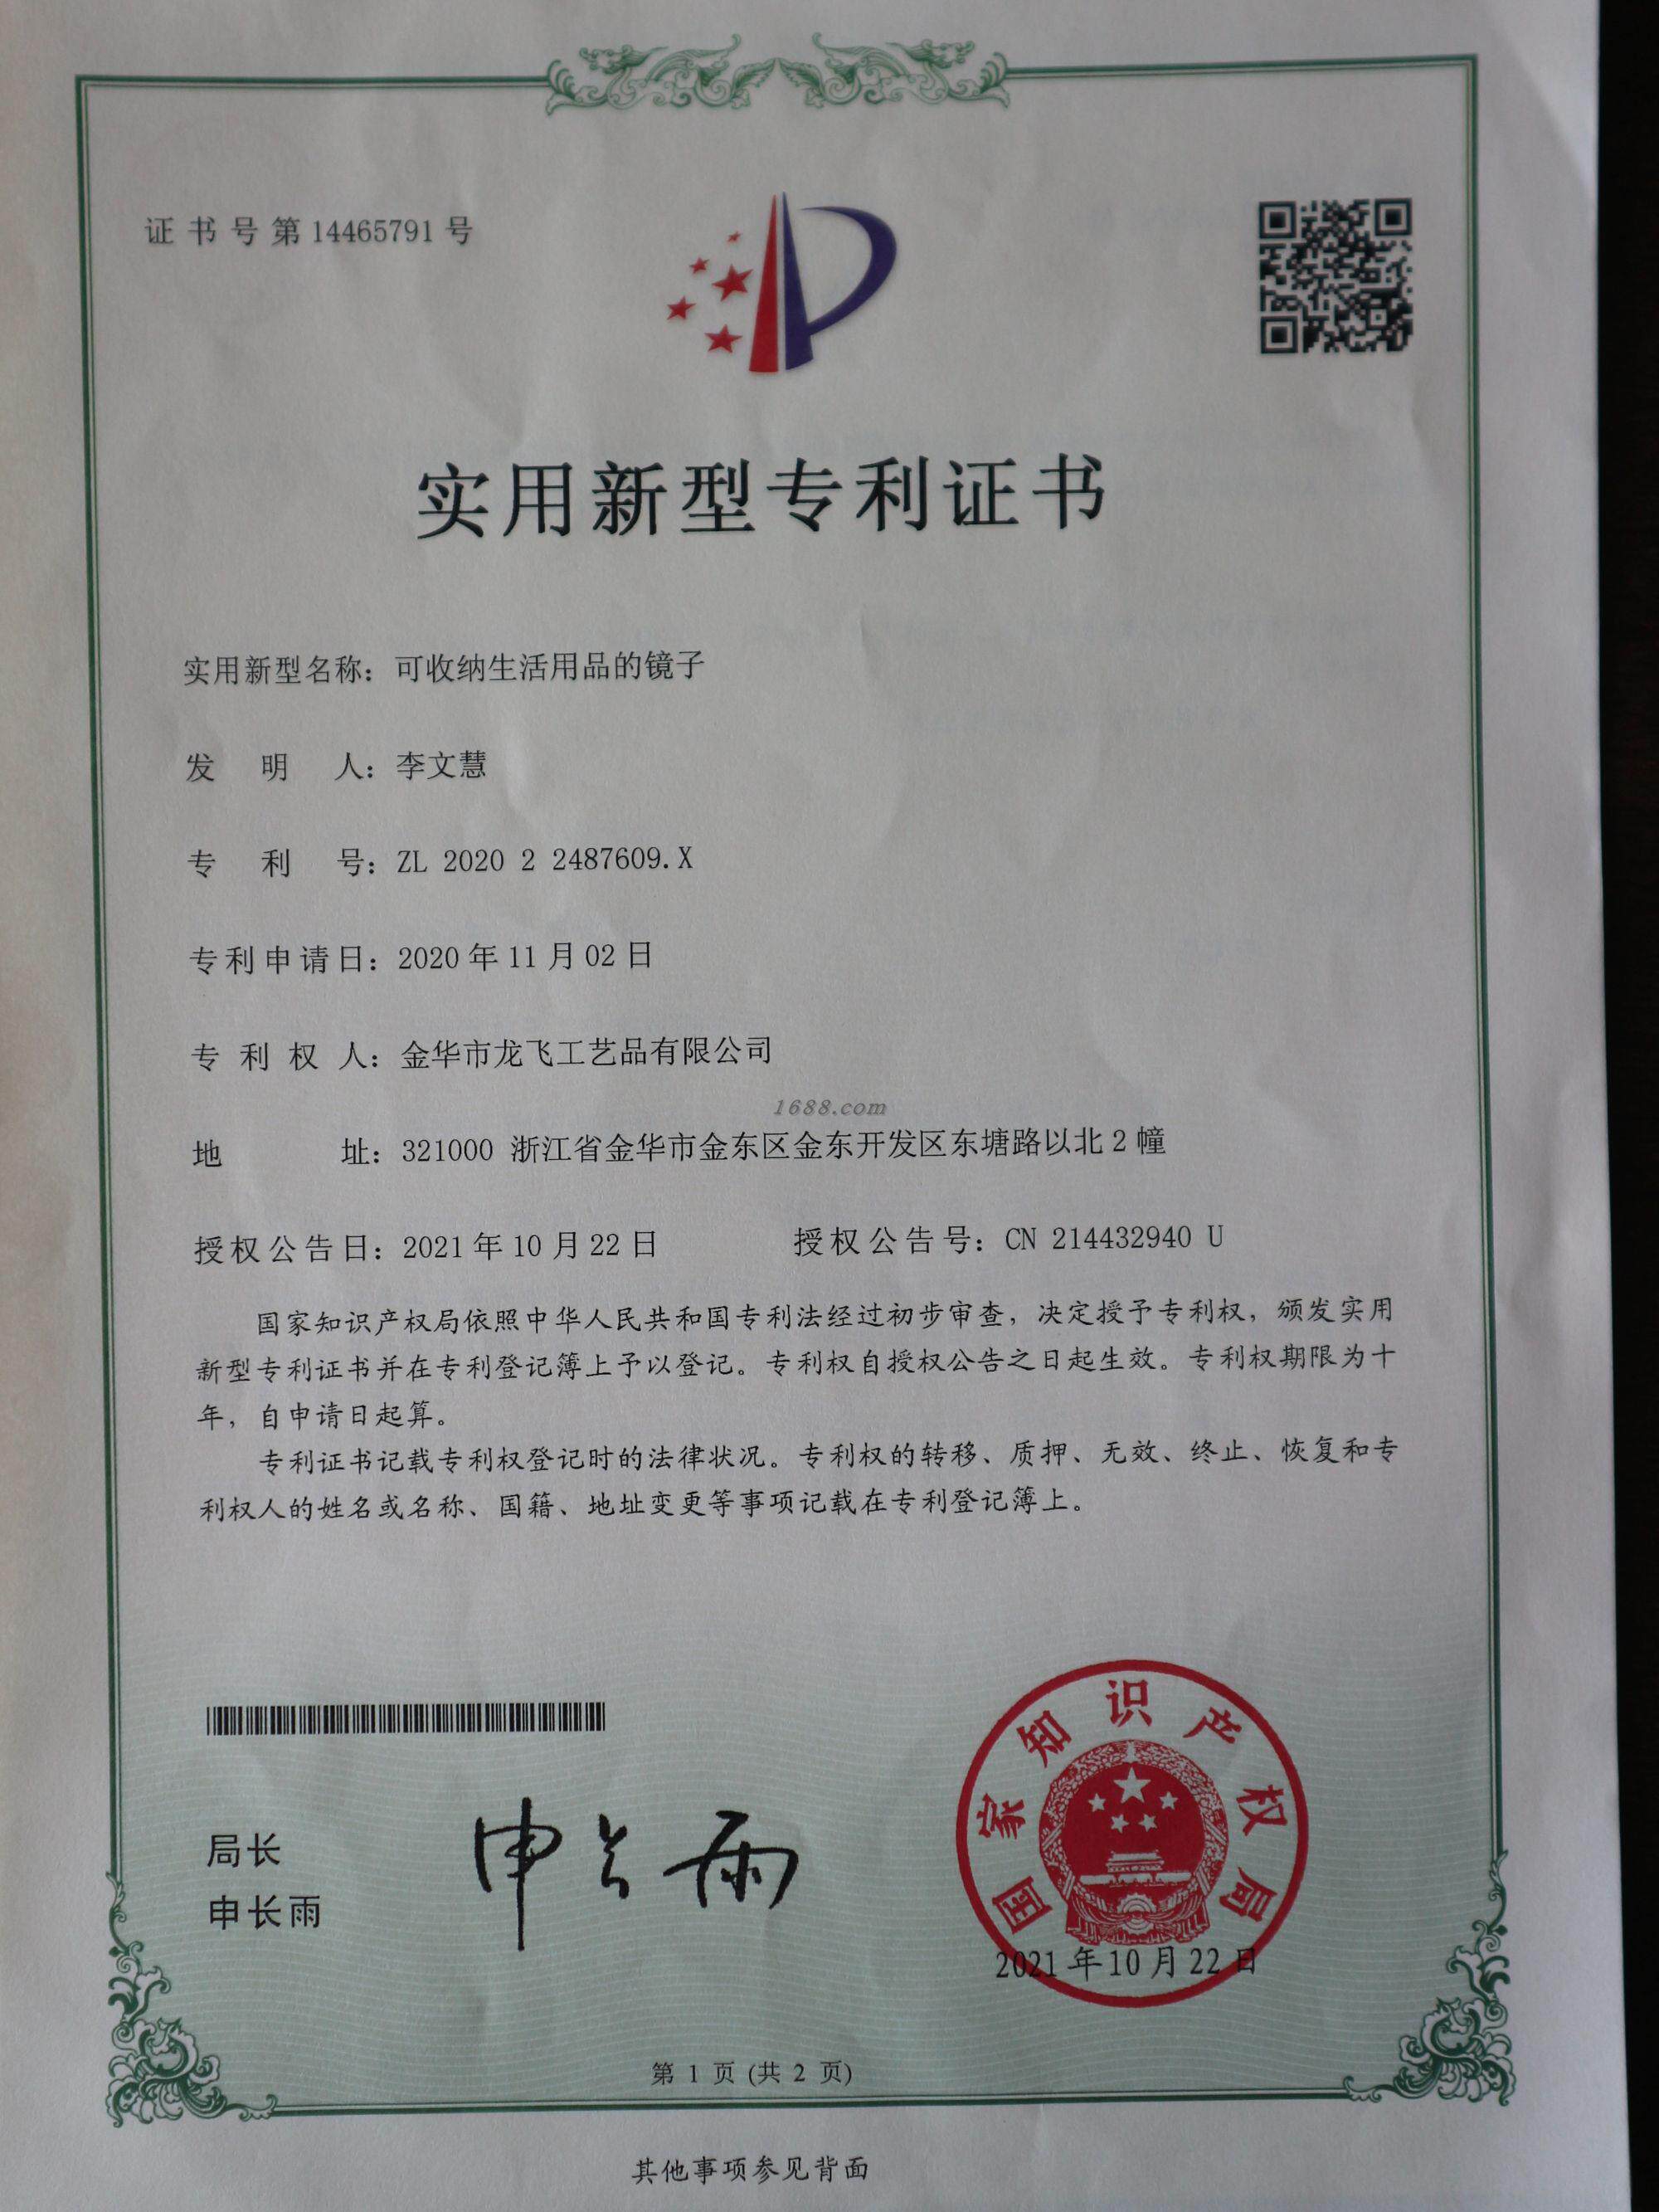 证书号第14465791号
实用新型专利证书
实用新型名称：可收纳生活用品的镜子
发明人：李文慧
专利号：ZL 2020 2 2487609.X
专利申请日：2020年11月02日
专利权人：金华市龙飞工艺品有限公司
1688.com
地址：321000 浙江省金华市金东区金东开发区东塘路以北2幢
授权公告日：2021年10月22日 授权公告号：CN 214432940 U
国家知识产权局依照中华人民共和国专利法经过初步审查，决定授予专利权，颁发实用
新型专利证书并在专利登记簿上予以登记。专利权自授权公告之日起生效。专利权期限为十
年，自申请日起算。
专利证书记载专利权登记时的法律状况。专利权的转移、质押、无效、终止、恢复和专
利权人的姓名或名称、国籍、地址变更等事项记载在专利登记簿上。
局长
申长雨
申长雨
国家知识产权局
2021年10月22日
第 1 页 (共 2 页)
其他事项参见背面